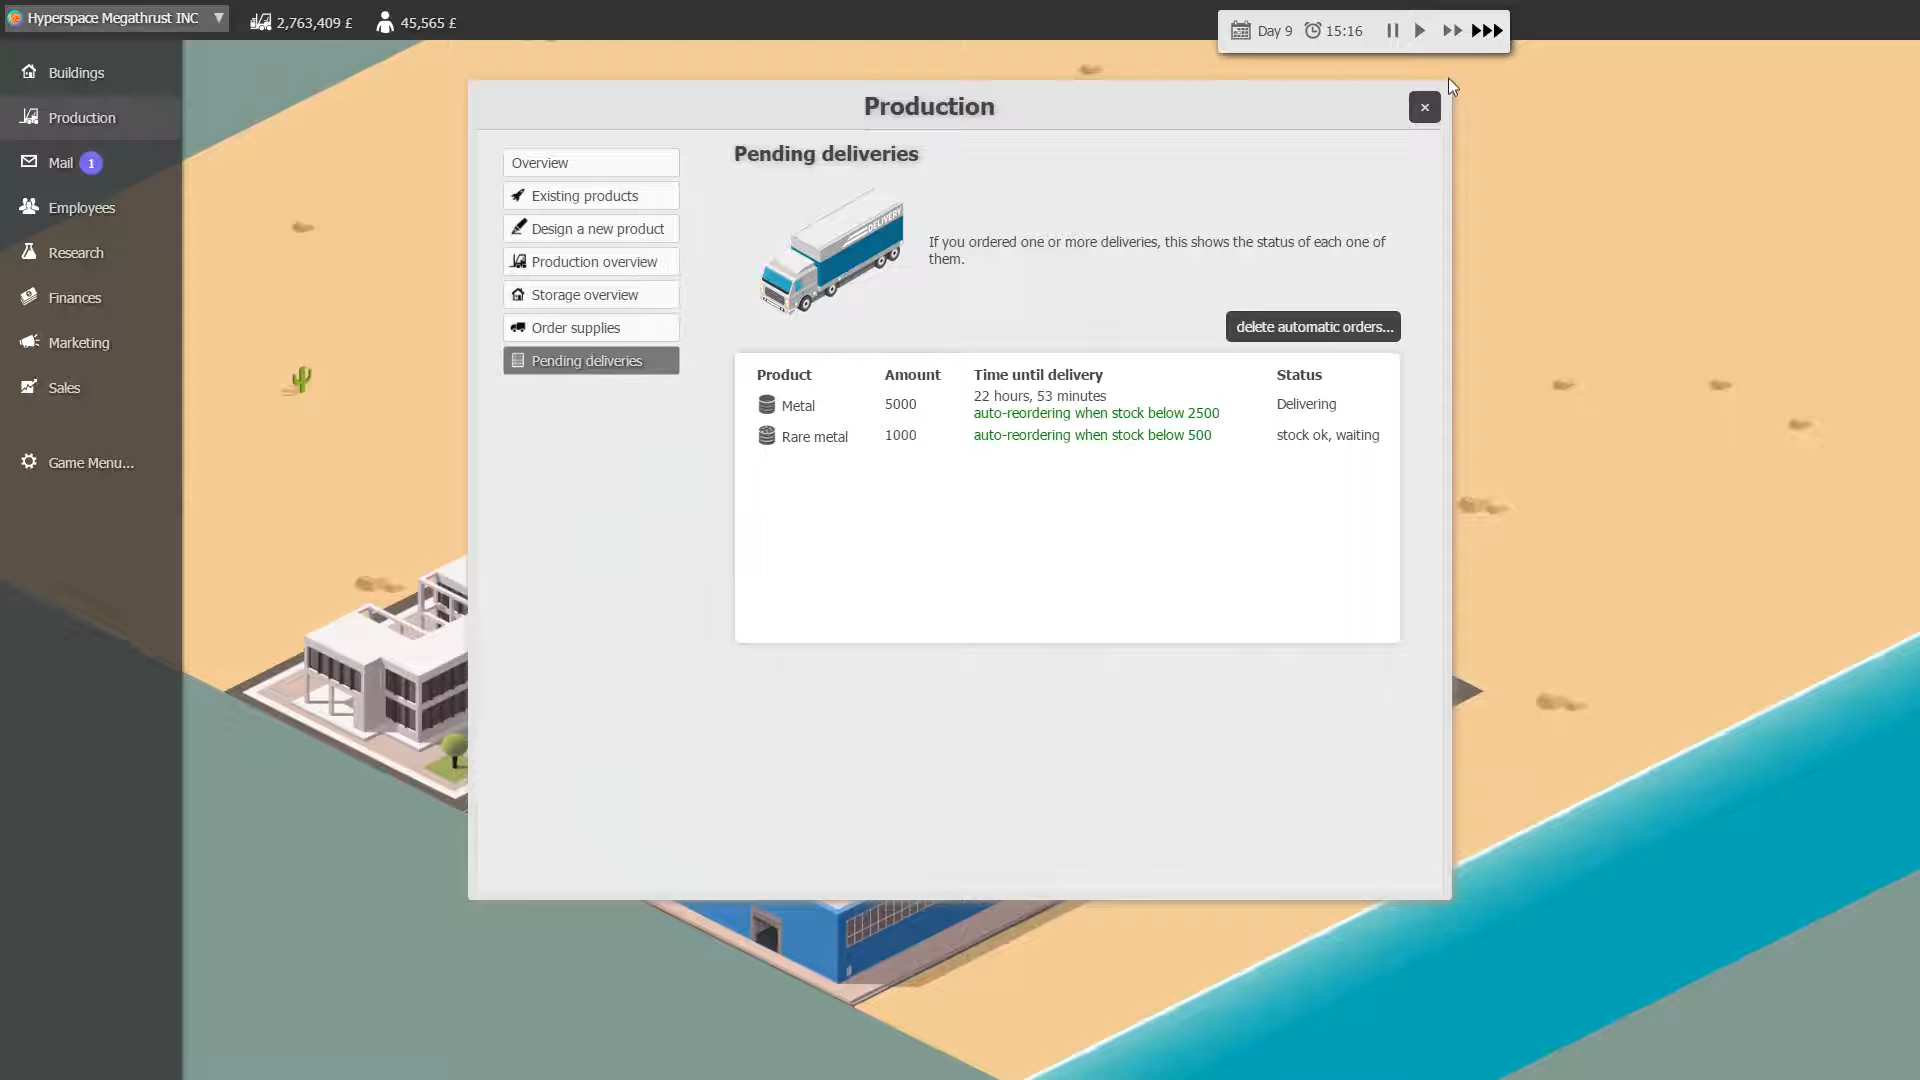 Hyperspace Megathrust INC
2,763,409 £
45,565 £
Day 9
15:16
Buildings
Production
Mail 1
Employees
Research
Finances
Marketing
Sales
Game Menu...
Production
×
Overview
Existing products
Design a new product
Production overview
Storage overview
Order supplies
Pending deliveries
Pending deliveries
DELIVERY
If you ordered one or more deliveries, this shows the status of each one of
them.
delete automatic orders...
Product Amount Time until delivery Status
Metal 5000 22 hours, 53 minutes Delivering
auto-reordering when stock below 2500
Rare metal 1000 auto-reordering when stock below 500 stock ok, waiting